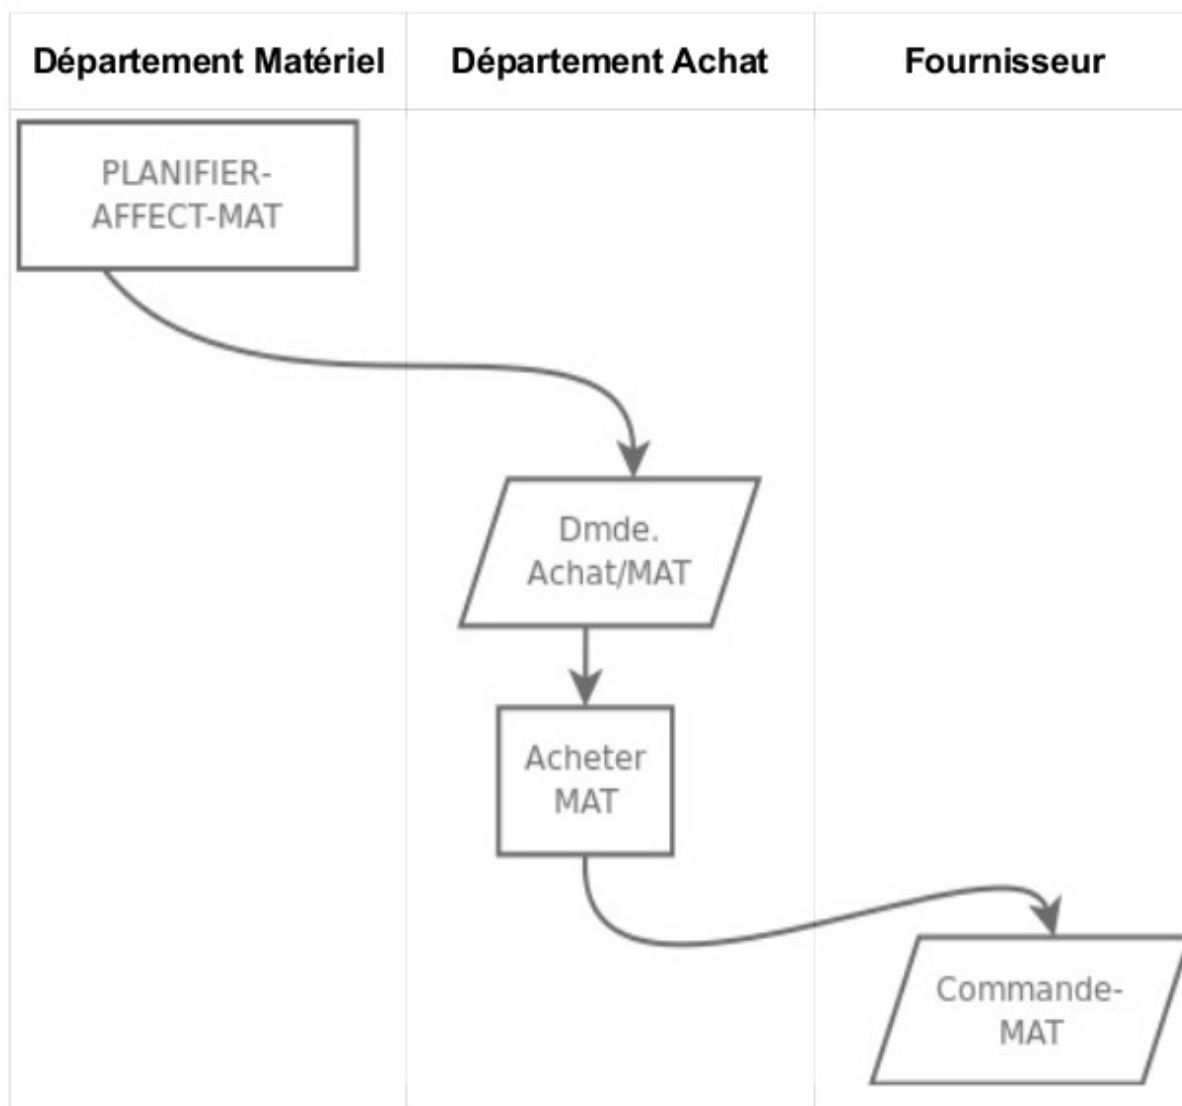 Département Matériel
Département Achat
Fournisseur
PLANIFIER-
AFFECT-MAT
Dmde.
Achat/MAT
Acheter
MAT
Commande-
MAT